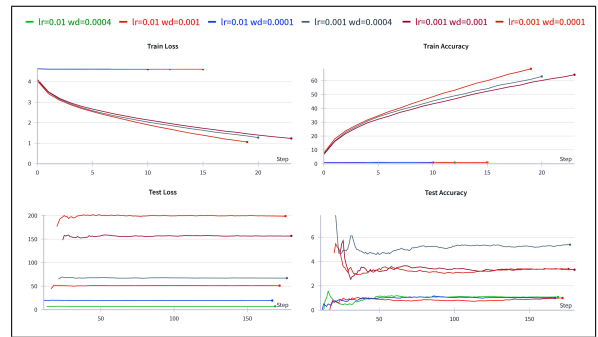 lr=0.01 wd=0.0004 lr=0.01 wd=0.001 lr=0.01 wd=0.0001 lr=0.001 wd=0.0004 lr=0.001 wd=0.001 lr=0.001 wd=0.0001
Train Loss Train Accuracy
4 3 2 1 0
Step
0 5 10 15 20
60 50 40 30 20 10 0
Step
0 5 10 15 20
Test Loss Test Accuracy
200 150 100 50 0
Step
50 100 150
6 4 2 0
Step
50 100 150